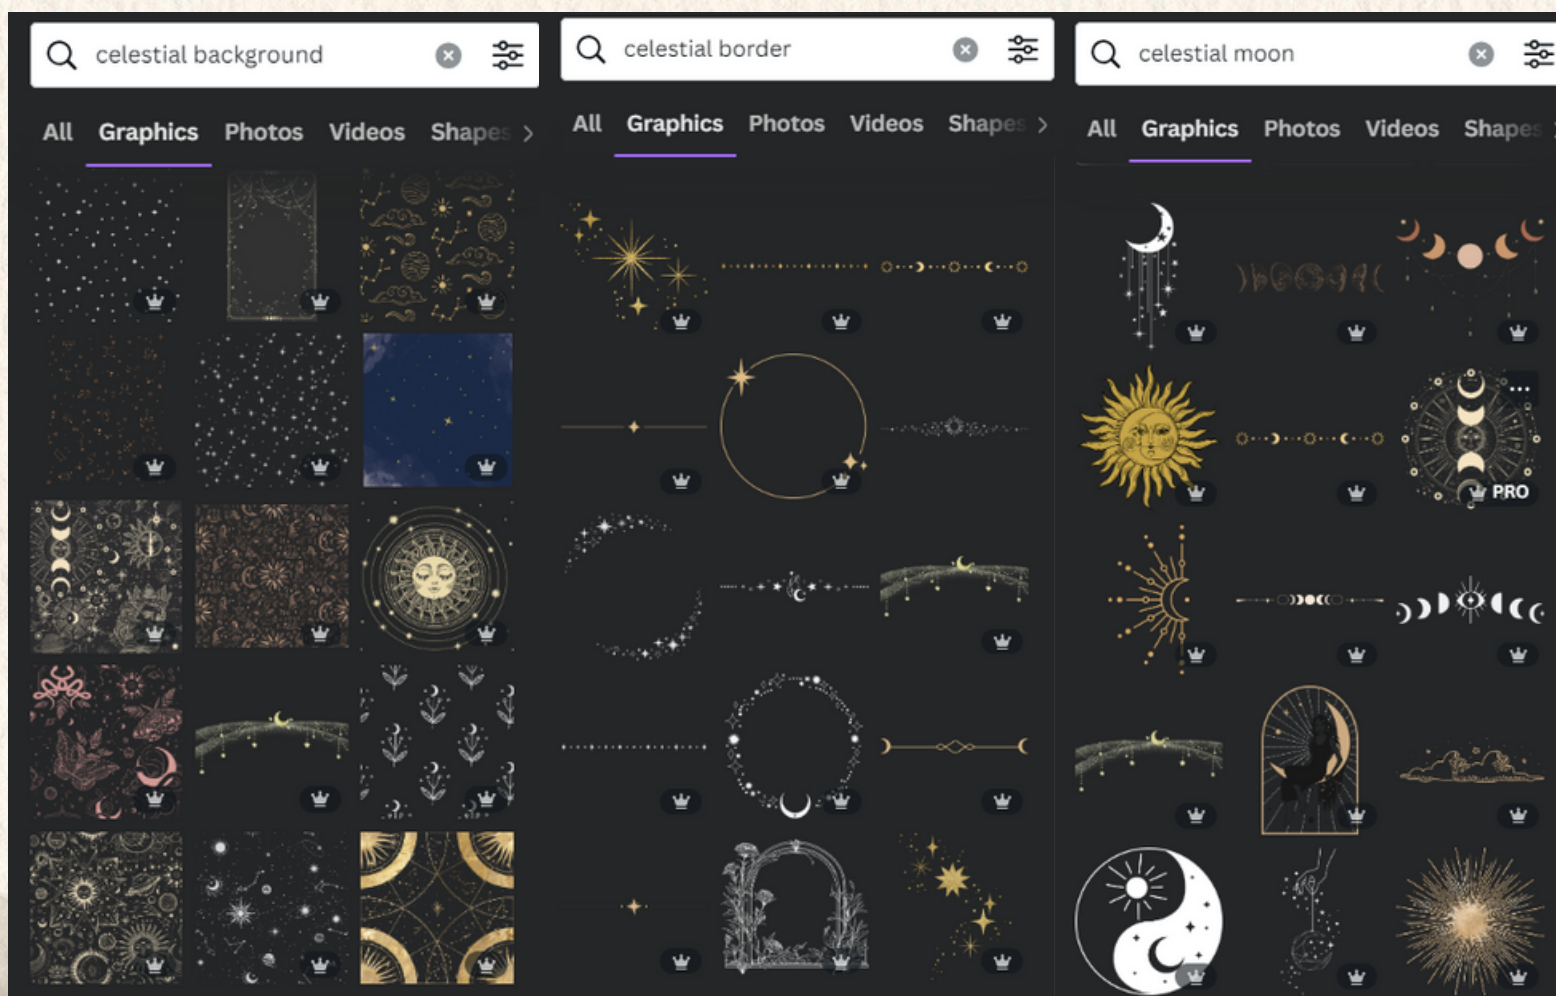 celestial background
All Graphics Photos Videos Shapes
celestial border
All Graphics Photos Videos Shapes
celestial moon
All Graphics Photos Videos Shapes
PRO